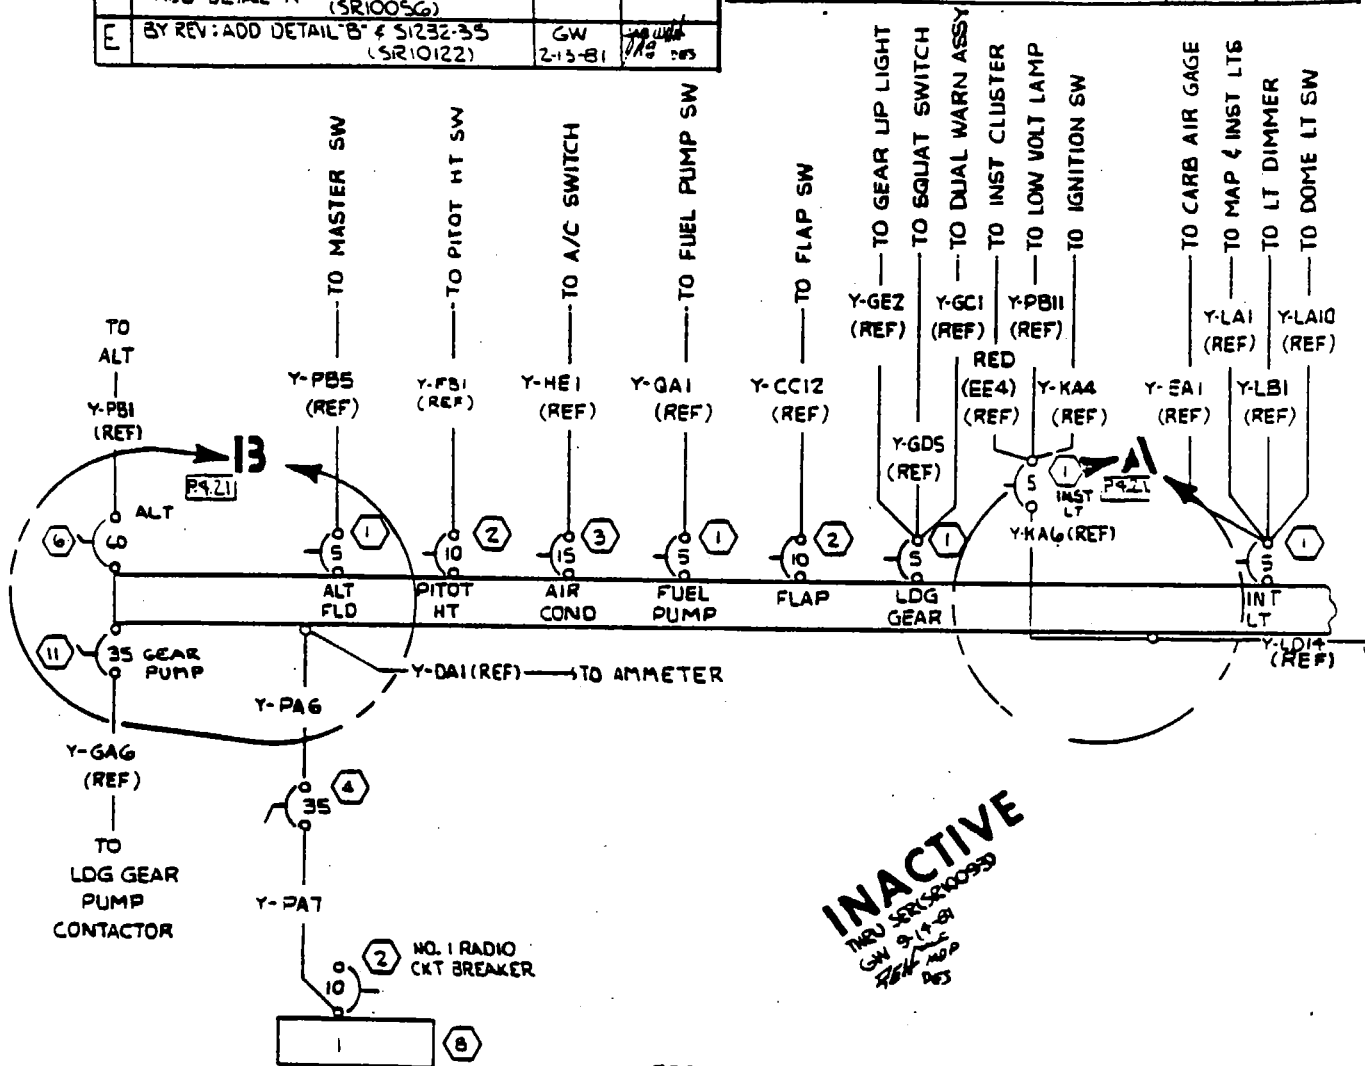 (SR10056)
E
BY REV: ADD DETAIL "B" & S1232-35
(SR10122)
GW
2-13-81
DES
TO GEAR UP LIGHT
TO SQUAT SWITCH
TO DUAL WARN ASSY
TO INST CLUSTER
TO LOW VOLT LAMP
TO IGNITION SW
TO CARB AIR GAGE
TO MAP & INST LTS
TO LT DIMMER
TO DOME LT SW
TO MASTER SW
TO PITOT HT SW
TO A/C SWITCH
TO FUEL PUMP SW
TO FLAP SW
TO
ALT
Y-PB1
(REF)
Y-PB5
(REF)
Y-FB1
(REF)
Y-HE1
(REF)
Y-QA1
(REF)
Y-CC12
(REF)
Y-GE2
(REF)
Y-GC1
(REF)
Y-PB11
(REF)
RED
(EE4)
(REF)
Y-KA4
(REF)
Y-GD5
(REF)
Y-EA1
(REF)
Y-LA1
(REF)
Y-LB1
(REF)
Y-LA10
(REF)
B
P4.21
A
P4.21
6
60
ALT
5
1
10
2
15
3
5
1
10
2
5
1
5
1
INST
LT
Y-KA6 (REF)
5
1
ALT
FLD
PITOT
HT
AIR
COND
FUEL
PUMP
FLAP
LDG
GEAR
INT
LT
Y-LD14
(REF)
11
35
GEAR
PUMP
Y-DA1 (REF)
TO AMMETER
Y-PA6
Y-GA6
(REF)
35
4
TO
LDG GEAR
PUMP
CONTACTOR
Y-PA7
10
2
NO. 1 RADIO
CKT BREAKER
1
8
INACTIVE
THRU SER (SR10093)
GW 9-14-81
DES